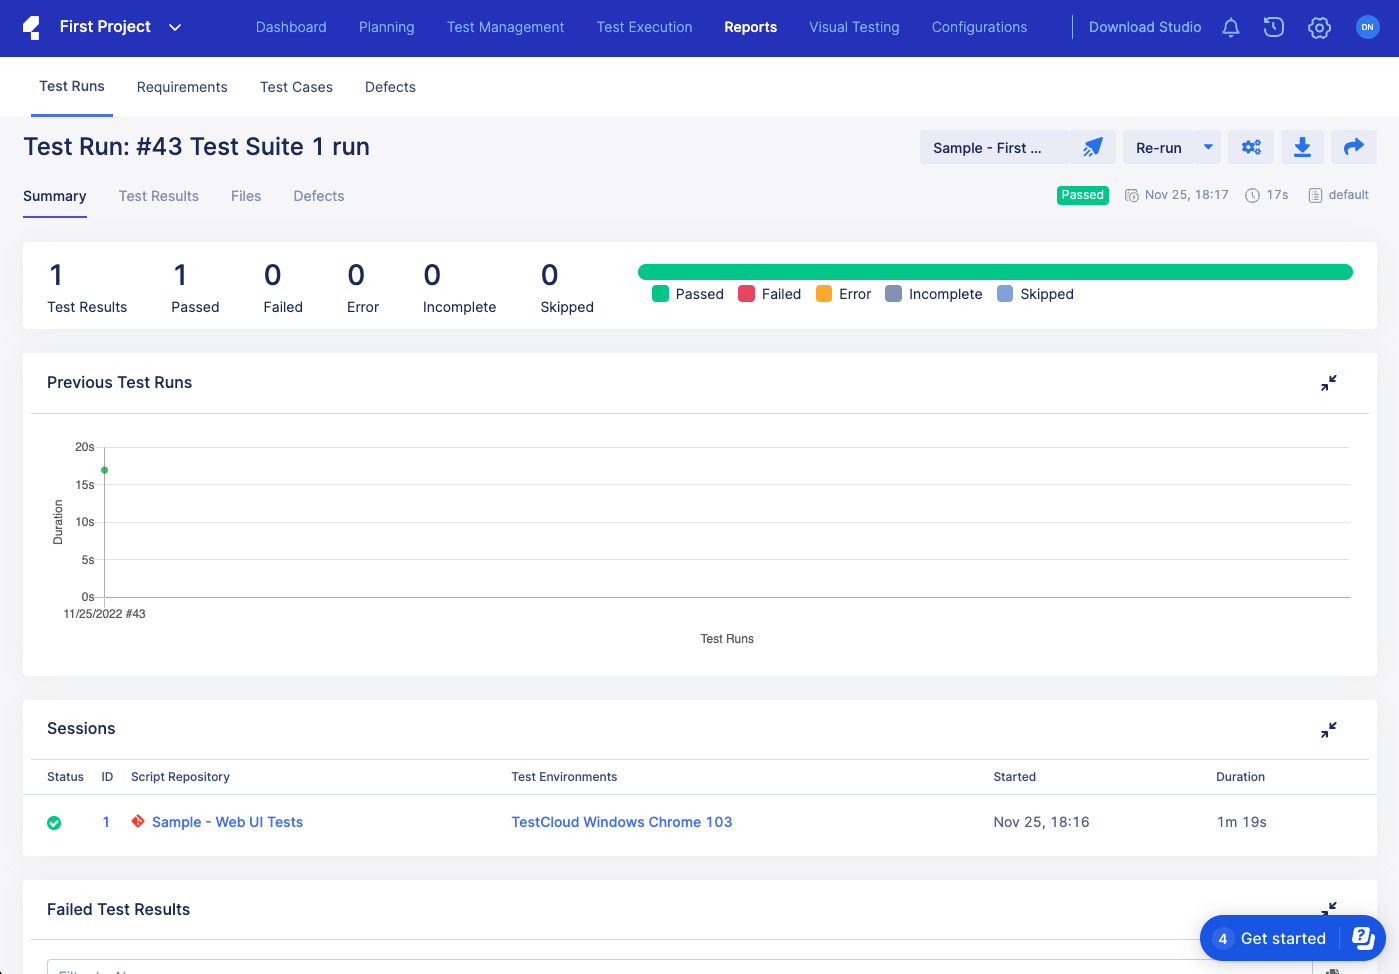 First Project
Dashboard Planning Test Management Test Execution Reports Visual Testing Configurations Download Studio DN
Test Runs Requirements Test Cases Defects
Test Run: #43 Test Suite 1 run
Sample - First ... Re-run
Summary Test Results Files Defects
Passed Nov 25, 18:17 17s default
1 1 0 0 0 0
Test Results Passed Failed Error Incomplete Skipped
Passed Failed Error Incomplete Skipped
Previous Test Runs
20s
15s
10s
5s
0s
Duration
11/25/2022 #43
Test Runs
Sessions
Status ID Script Repository Test Environments Started Duration
1 Sample - Web UI Tests TestCloud Windows Chrome 103 Nov 25, 18:16 1m 19s
Failed Test Results
4 Get started